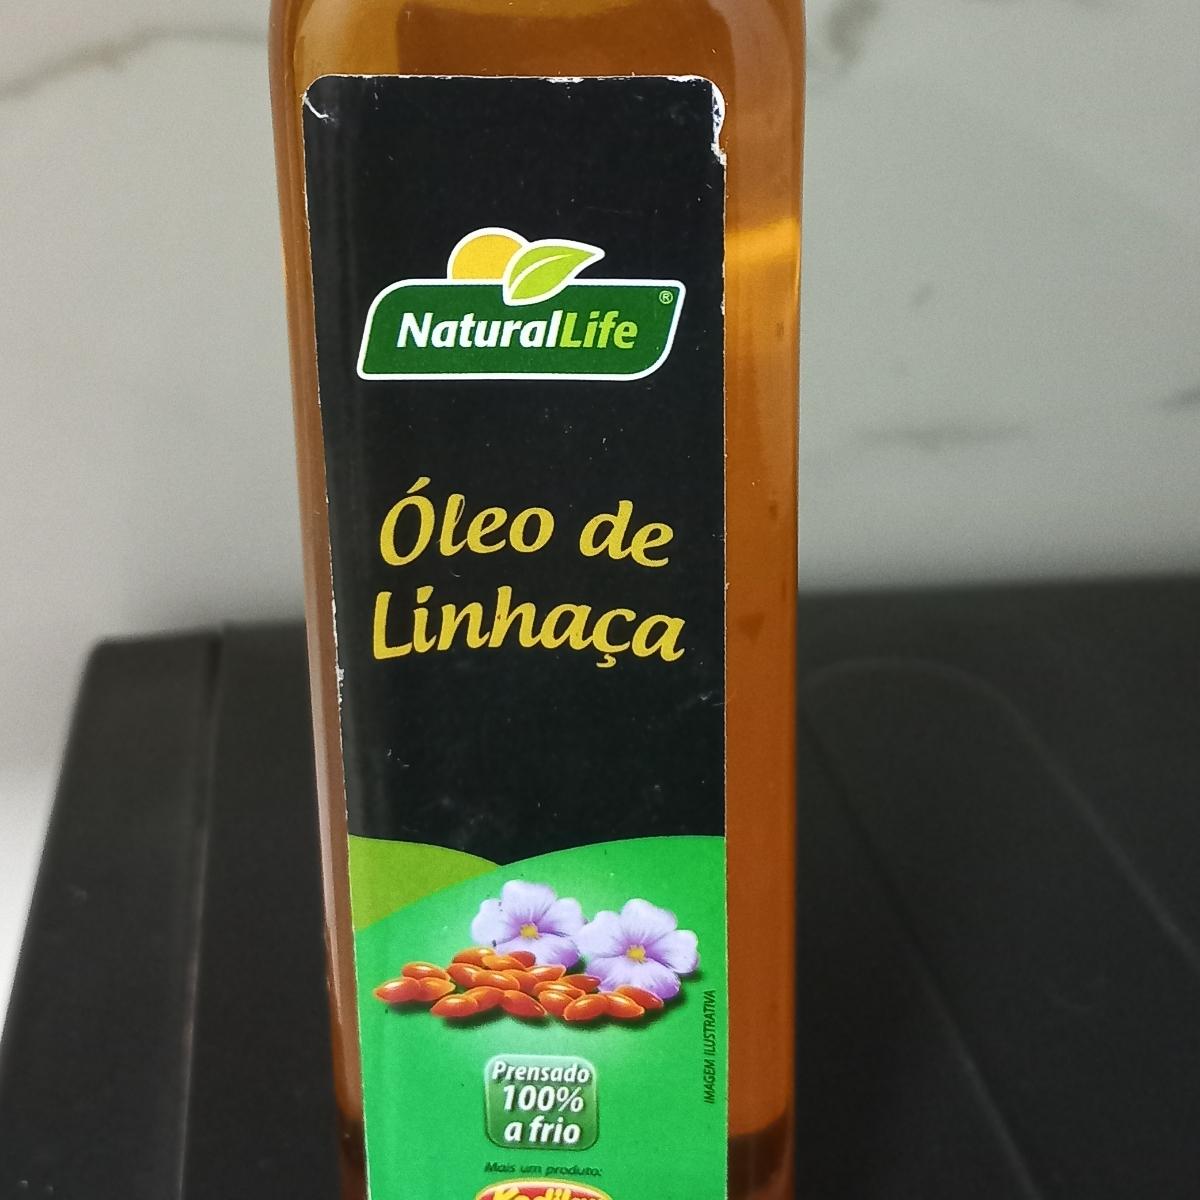 NaturalLife®
Óleo de
Linhaça
IMAGEM ILUSTRATIVA
Prensado
100%
a frio
Mais um produto: